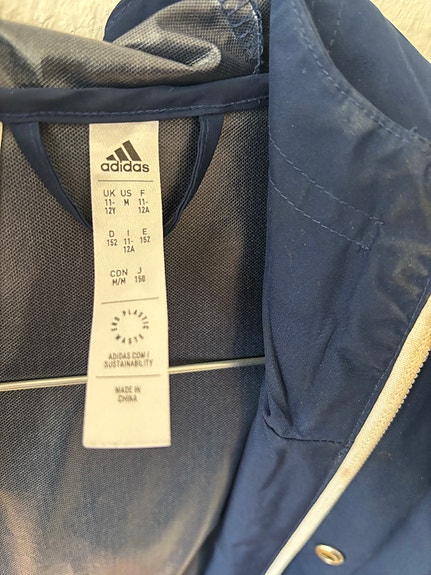 adidas
UK US F
11- M 11-
12Y 12A
D I E
152 11- 152
12A
CDN J
M/M 150
END PLASTIC WASTE
ADIDAS.COM/
SUSTAINABILITY
MADE IN
CHINA